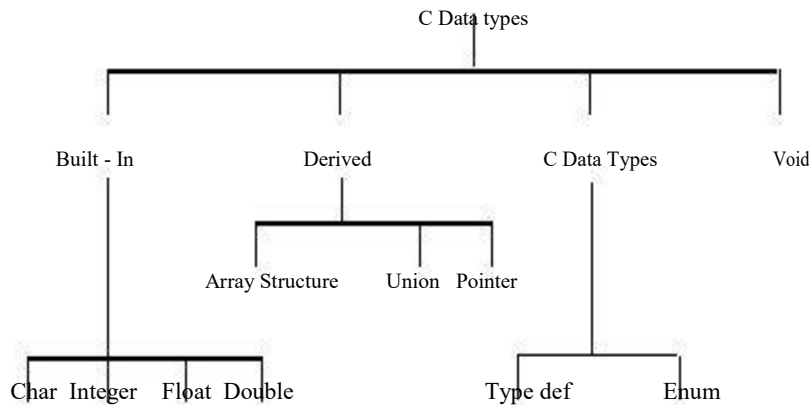 C Data types
Built - In Derived C Data Types Void
Array Structure Union Pointer
Char Integer Float Double Type def Enum